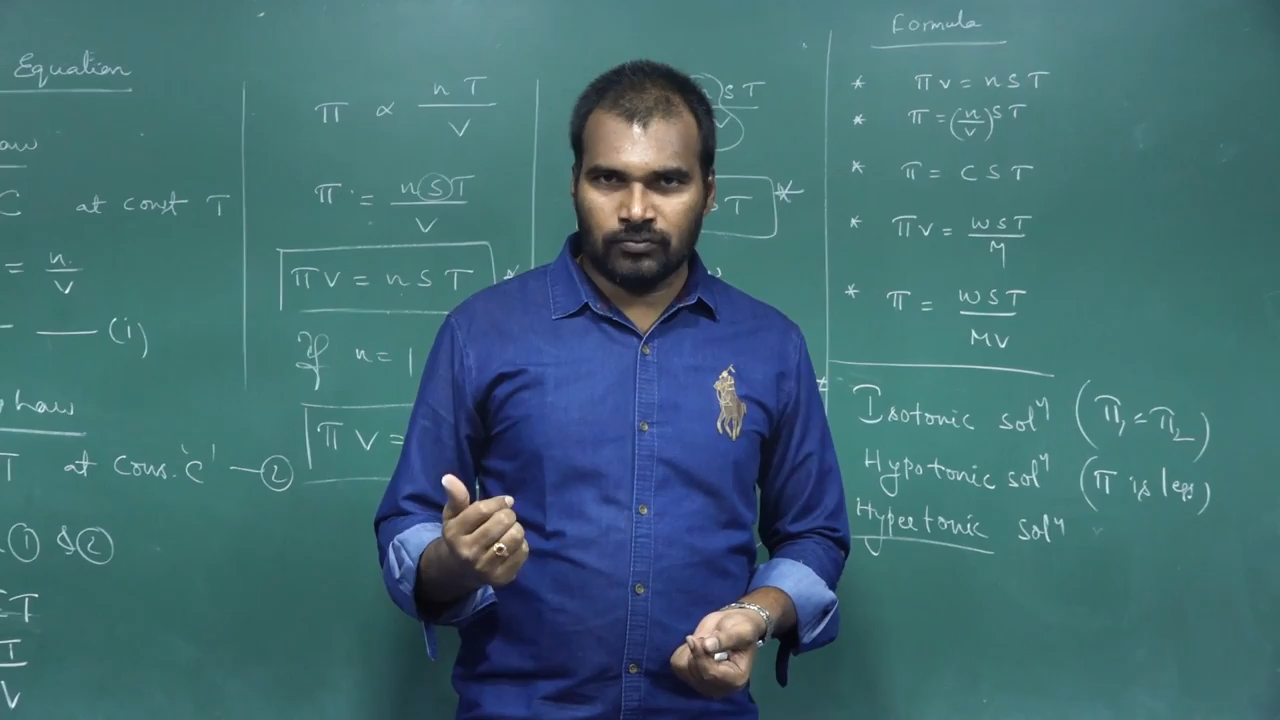 Equation
C at const T
= n/v
— (i)
Law
T at cons. 'C' — ②
① & ②
T
T/V
π ∝ nT/V
π = nST/V
πV = nST
If n = 1
πV =
ST
ST *
Formula
* πv = nST
* π = (n/v)ST
* π = CST
* πv = wST/M
* π = wST/MV
Isotonic solⁿ (π₁ = π₂)
Hypotonic solⁿ (π is less)
Hypertonic solⁿ